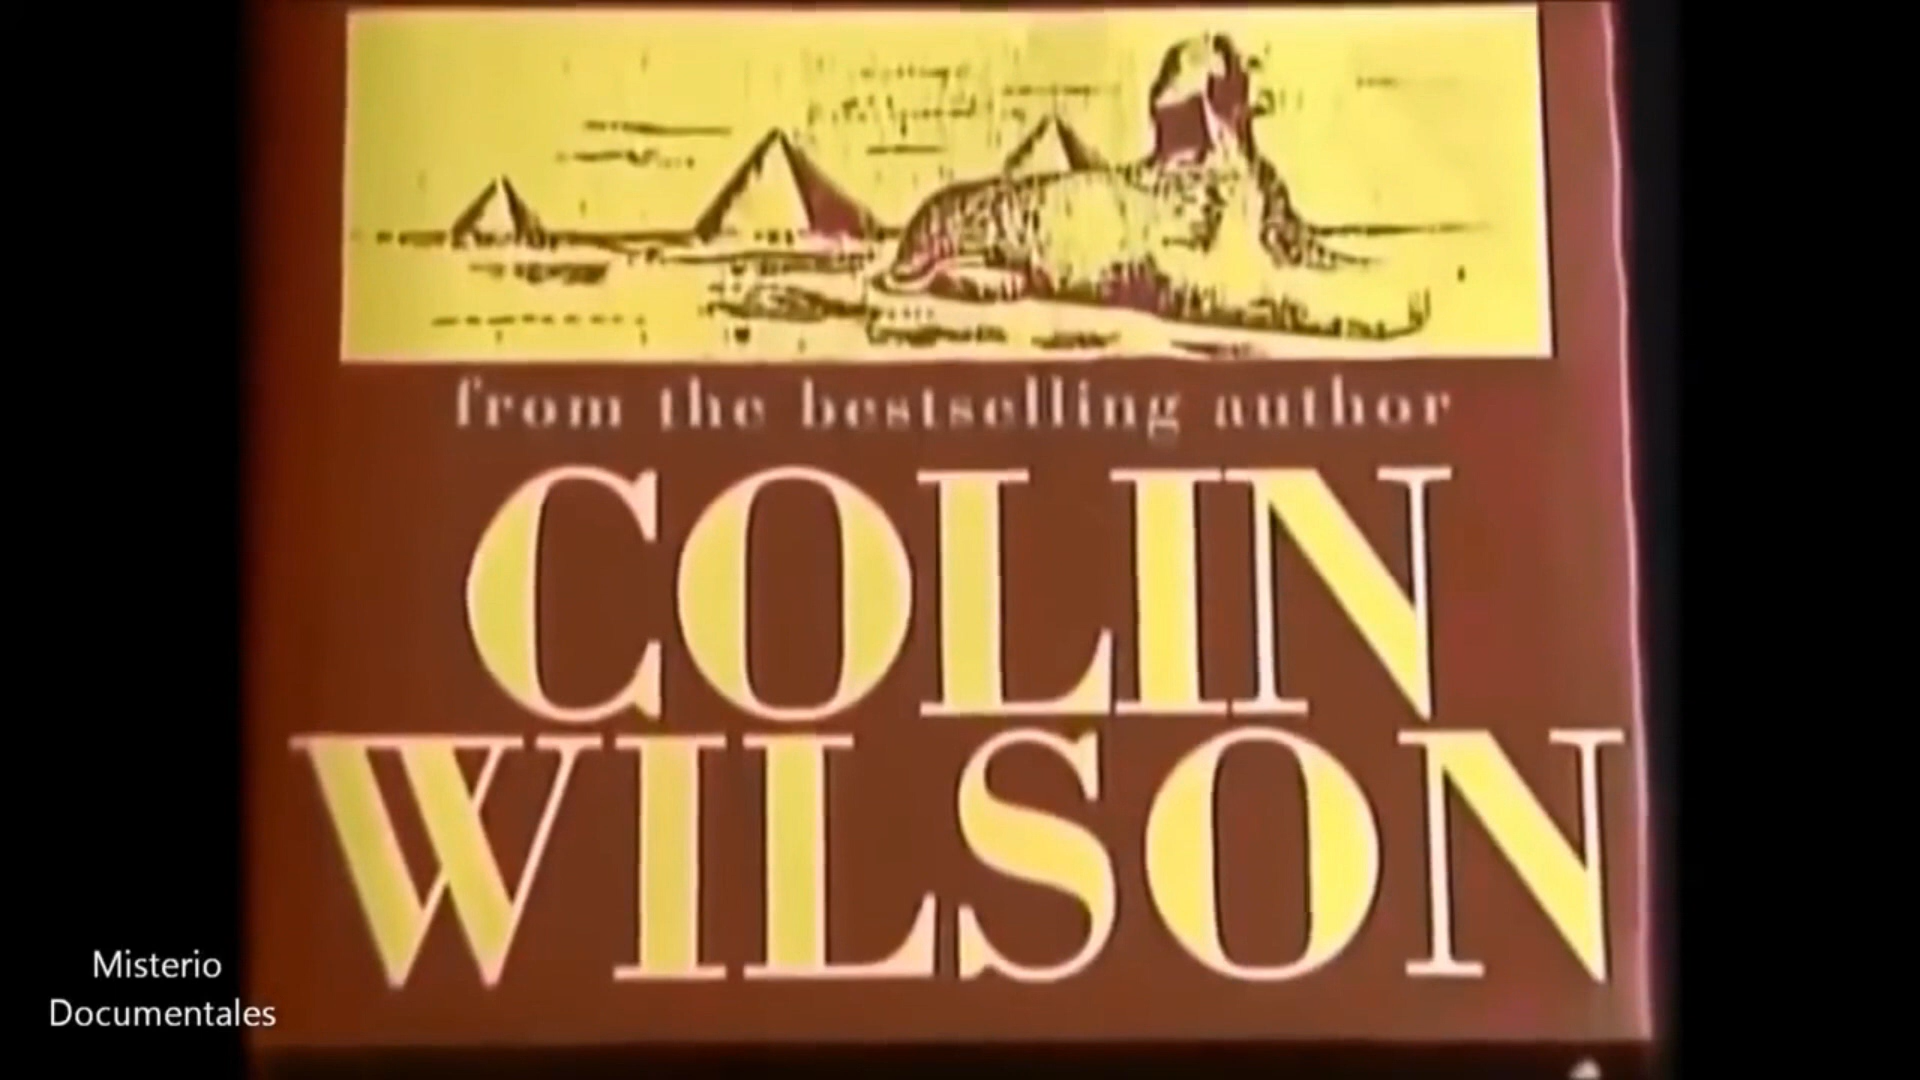 from the bestselling author
COLIN
WILSON
Misterio
Documentales